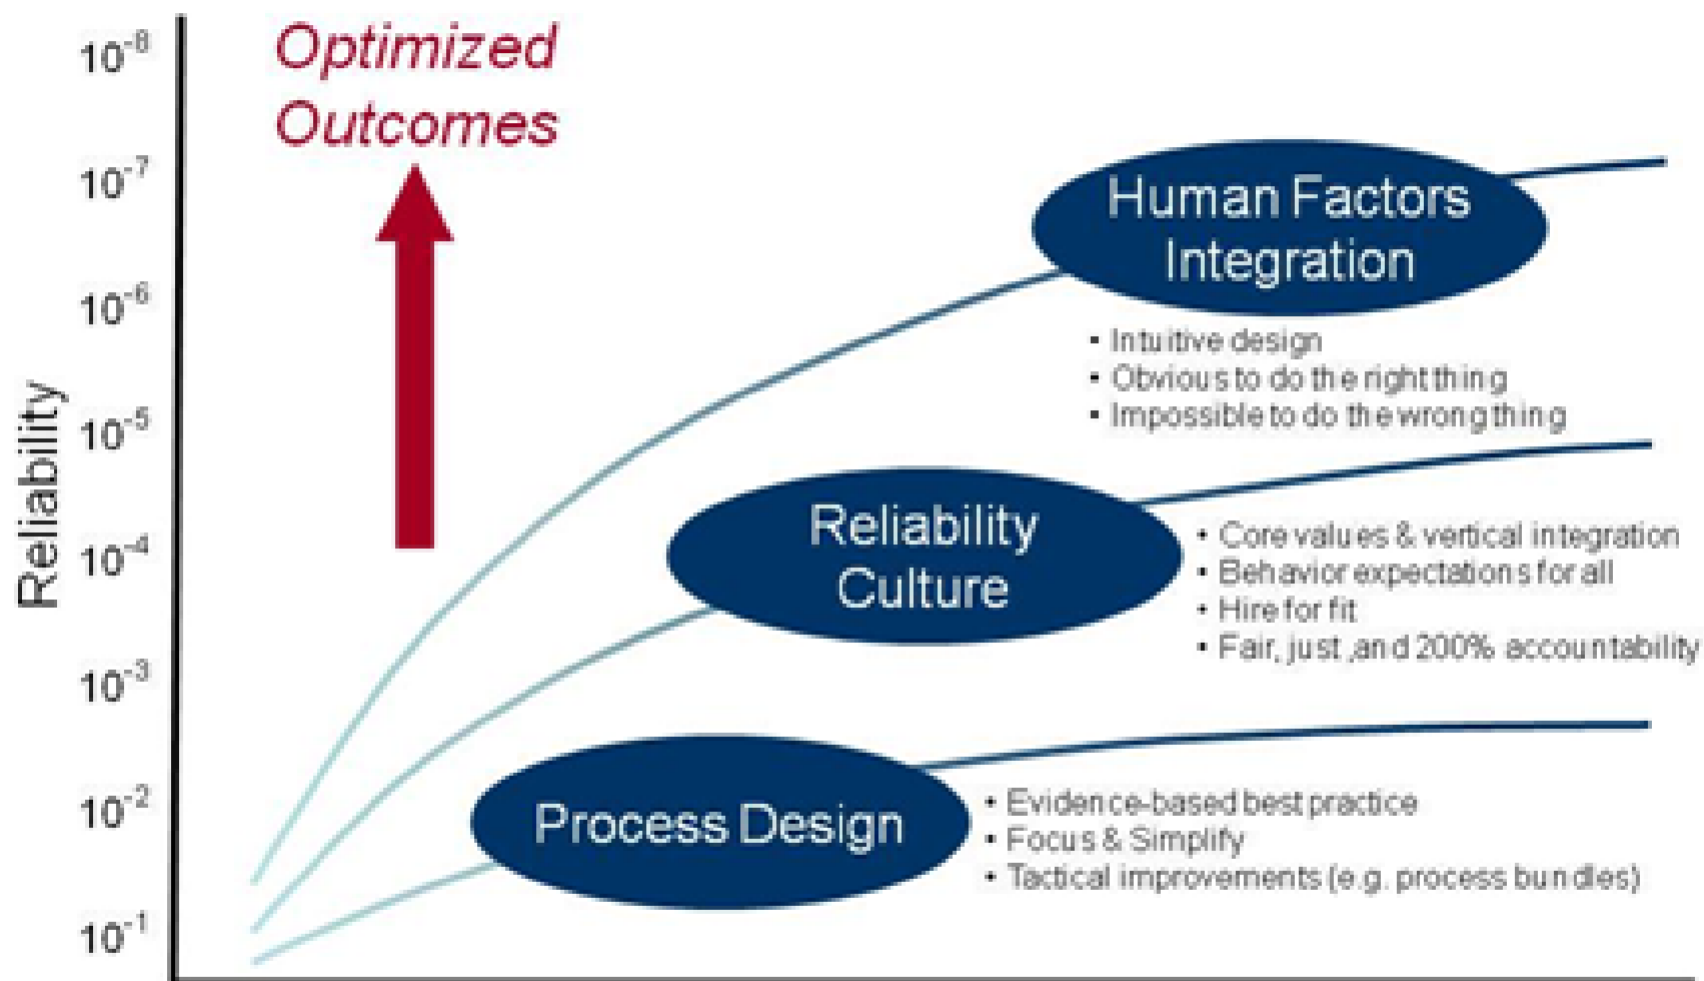 Optimized
Outcomes
Reliability
10-8
10-7
10-6
10-5
10-4
10-3
10-2
10-1
Human Factors
Integration
• Intuitive design
• Obvious to do the right thing
• Impossible to do the wrong thing
Reliability
Culture
• Core values & vertical integration
• Behavior expectations for all
• Hire for fit
• Fair, just ,and 200% accountability
Process Design
• Evidence-based best practice
• Focus & Simplify
• Tactical improvements (e.g. process bundles)